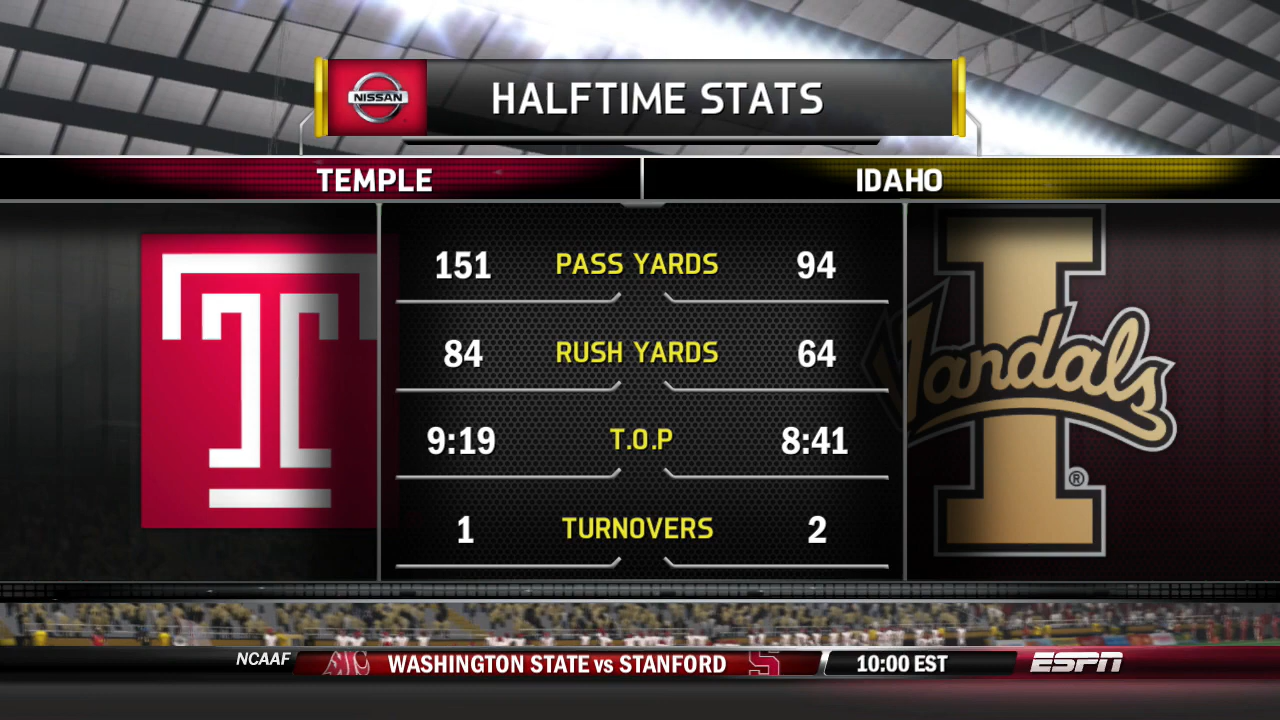 NISSAN
HALFTIME STATS
TEMPLE IDAHO
151 PASS YARDS 94
84 RUSH YARDS 64
9:19 T.O.P 8:41
1 TURNOVERS 2
T
I
Vandals
®
NCAAF WSC WASHINGTON STATE vs STANFORD S 10:00 EST ESPN